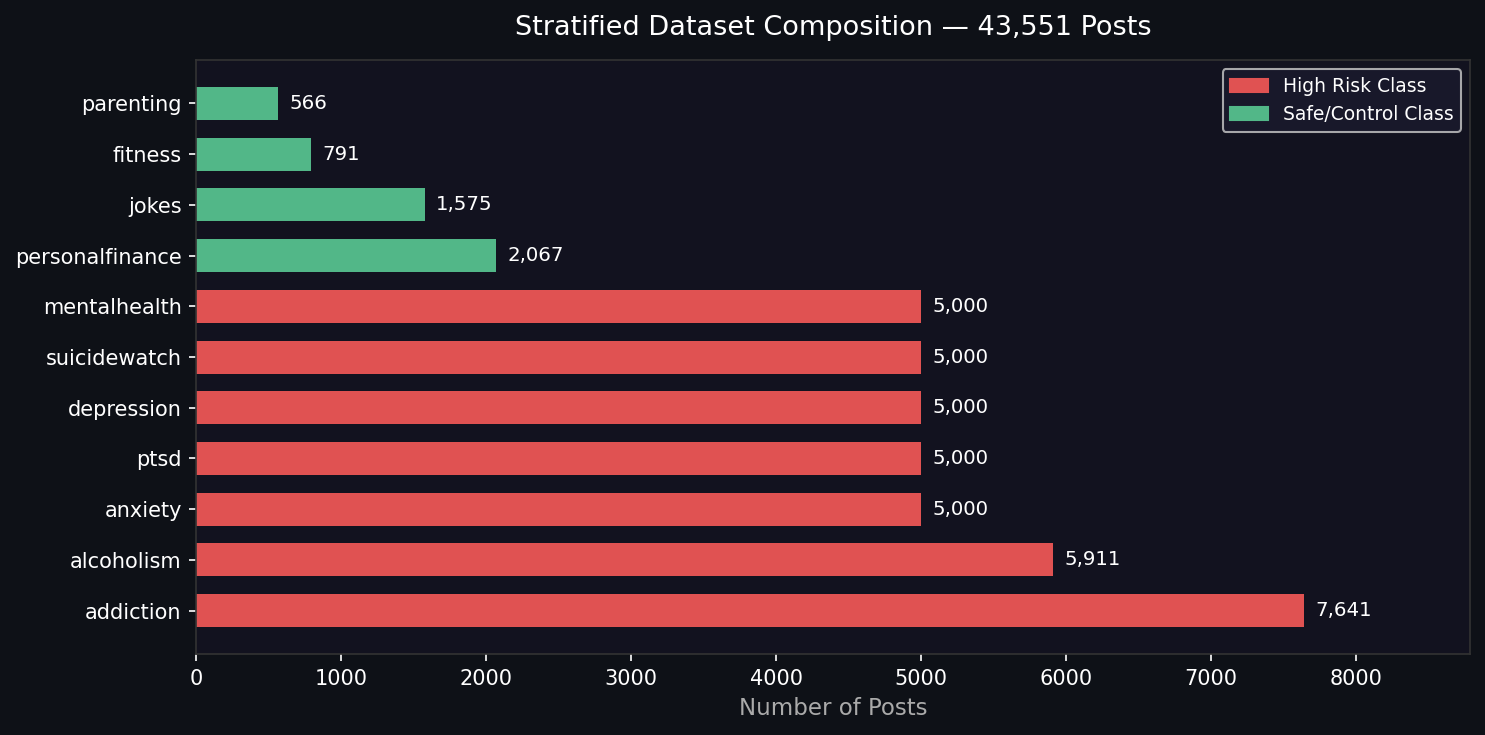 Stratified Dataset Composition — 43,551 Posts
High Risk Class
Safe/Control Class
parenting 566
fitness 791
jokes 1,575
personalfinance 2,067
mentalhealth 5,000
suicidewatch 5,000
depression 5,000
ptsd 5,000
anxiety 5,000
alcoholism 5,911
addiction 7,641
0 1000 2000 3000 4000 5000 6000 7000 8000
Number of Posts